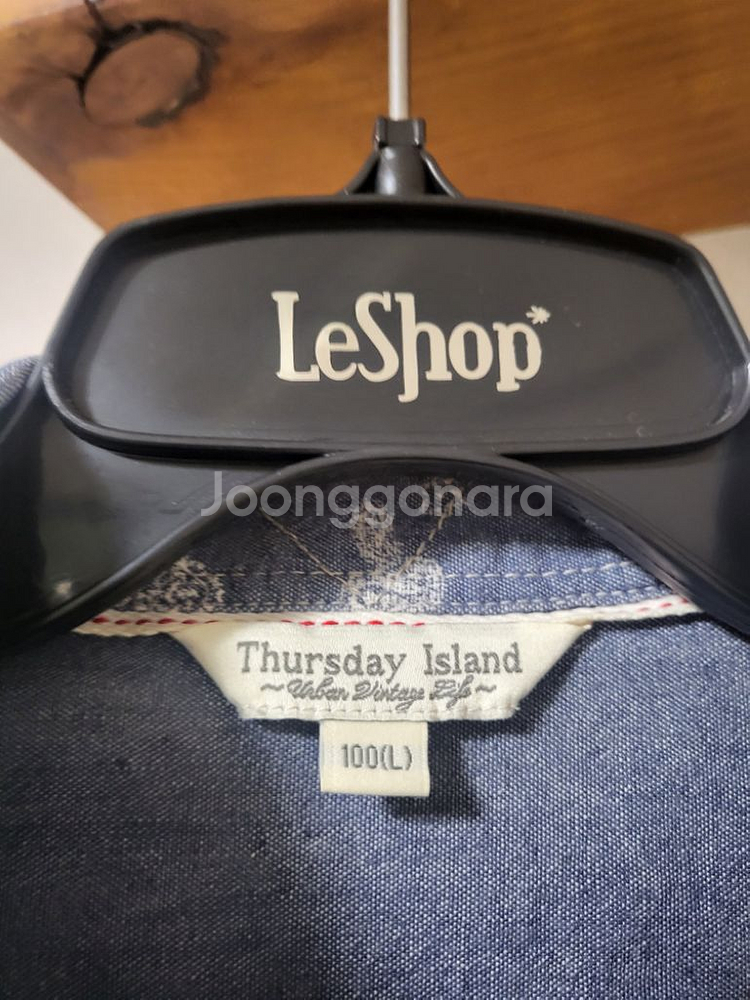 LeShop
Joonggonara
Thursday Island
~Urban Vintage Life~
100(L)